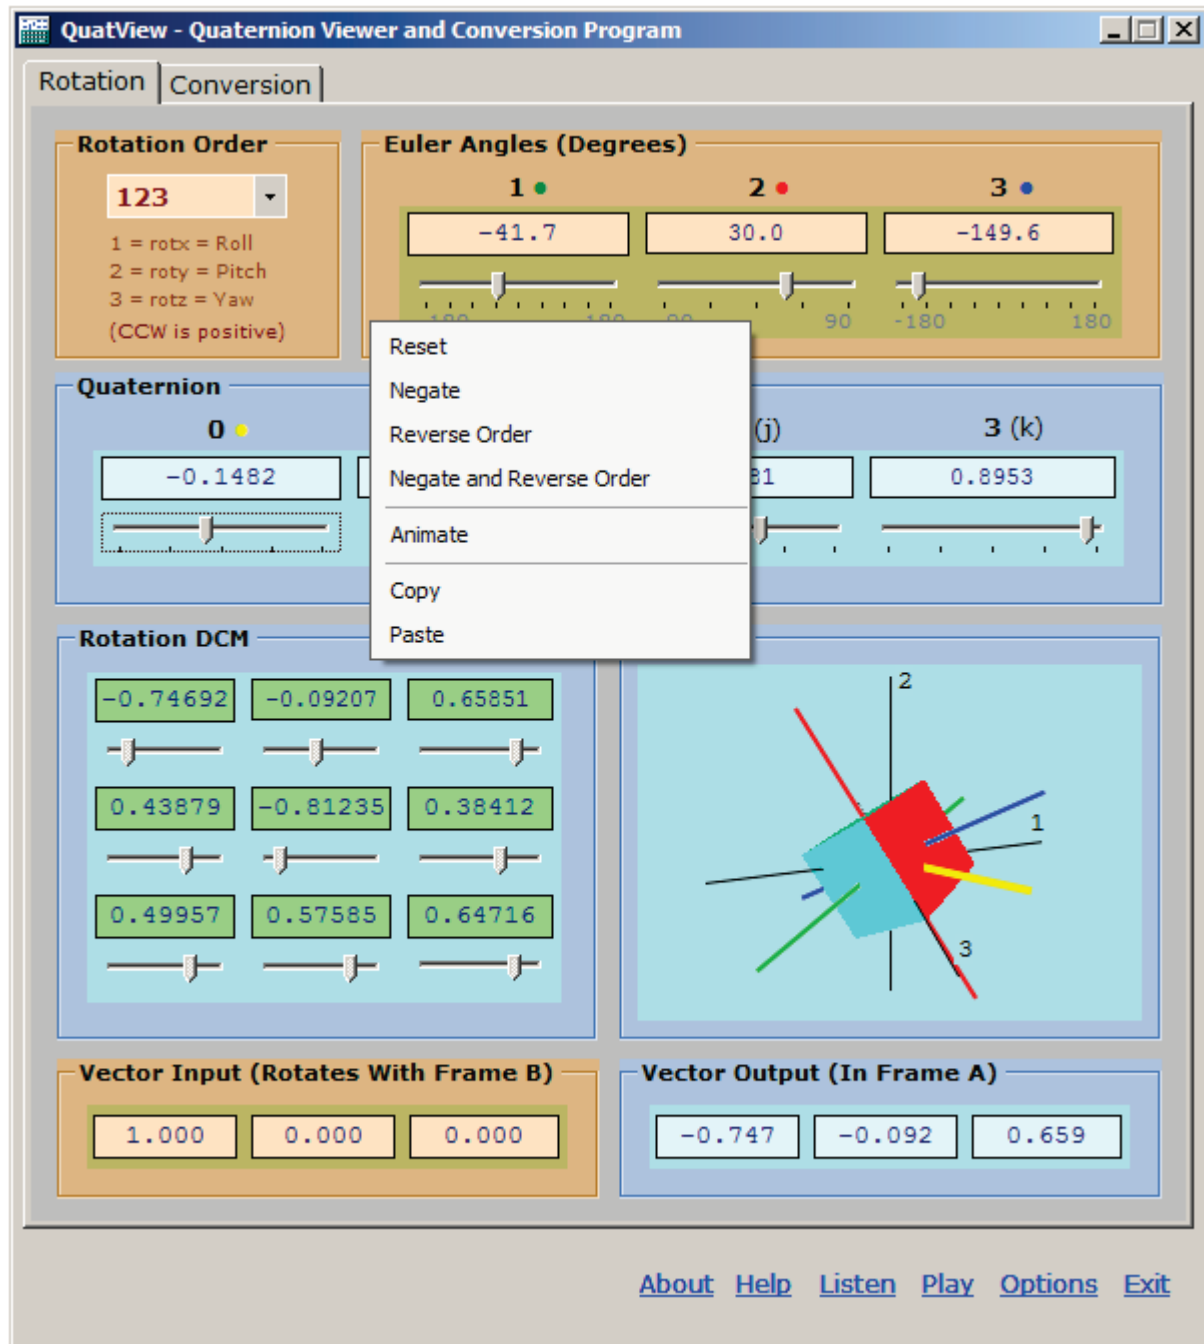 QuatView - Quaternion Viewer and Conversion Program
Rotation Conversion
Rotation Order
123
1 = rotx = Roll
2 = roty = Pitch
3 = rotz = Yaw
(CCW is positive)
Euler Angles (Degrees)
1 2 3
-41.7 30.0 -149.6
90 -180 180
Reset
Negate
Reverse Order
Negate and Reverse Order
Animate
Copy
Paste
Quaternion
0 (j) 3 (k)
-0.1482 81 0.8953
Rotation DCM
-0.74692 -0.09207 0.65851
0.43879 -0.81235 0.38412
0.49957 0.57585 0.64716
2
1
3
Vector Input (Rotates With Frame B)
1.000 0.000 0.000
Vector Output (In Frame A)
-0.747 -0.092 0.659
About Help Listen Play Options Exit